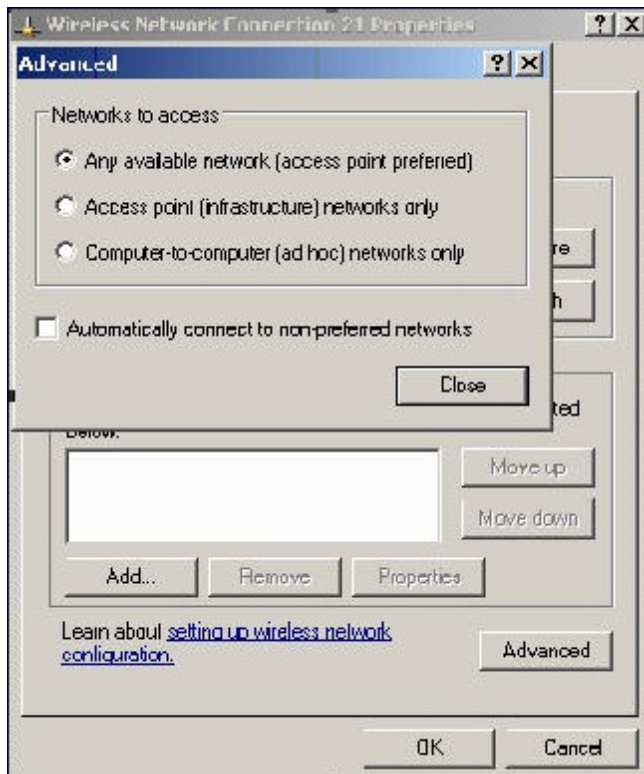 Wireless Network Connection 21 Properties
Advanced
Networks to access
Any available network (access point preferred)
Access point (infrastructure) networks only
Computer-to-computer (ad hoc) networks only
re
h
Automatically connect to non-preferred networks
Close
ted
below:
Move up
Move down
Add...
Remove
Properties
Learn about setting up wireless network
configuration.
Advanced
OK
Cancel